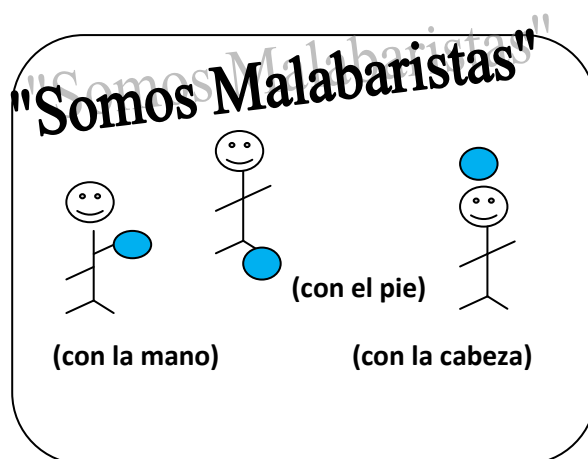 "Somos Malabaristas"
(con el pie)
(con la mano)
(con la cabeza)